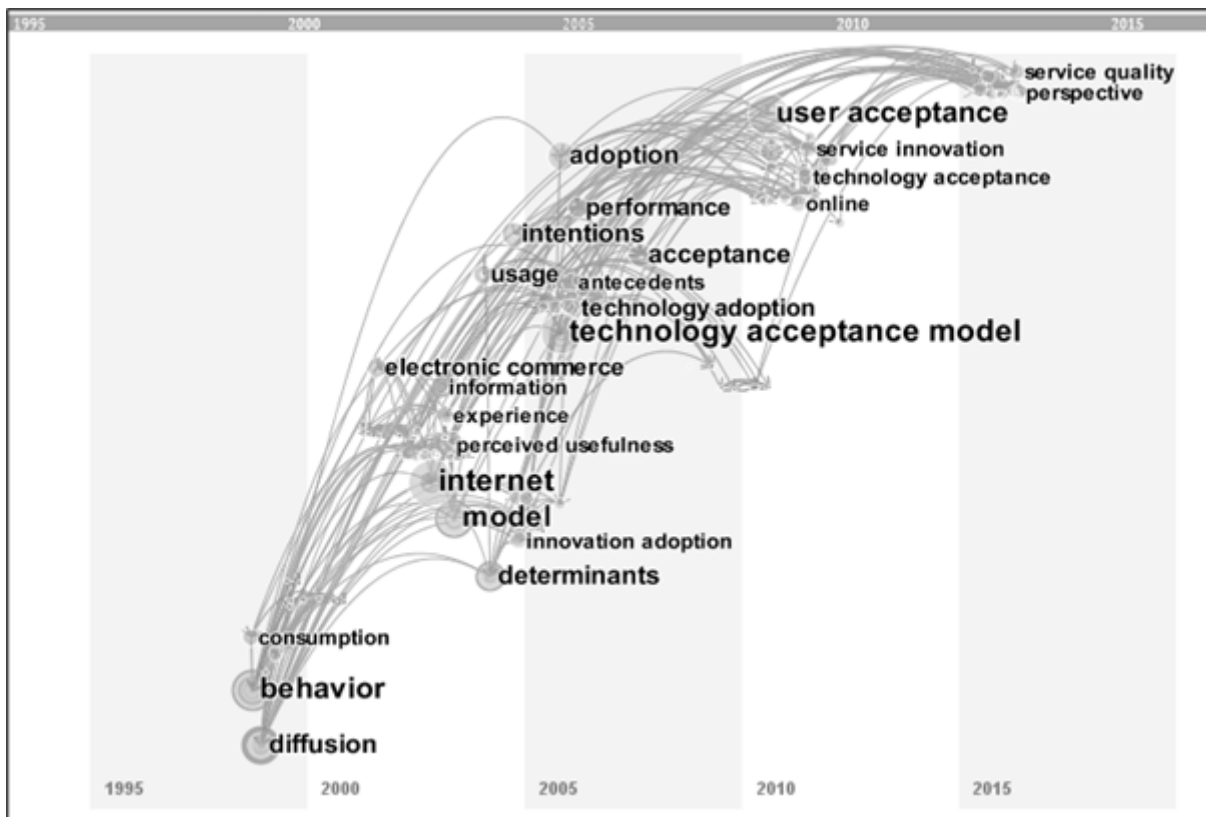 1995 2000 2005 2010 2015
service quality
perspective
user acceptance
service innovation
adoption
technology acceptance
online
performance
intentions
acceptance
usage
antecedents
technology adoption
technology acceptance model
electronic commerce
information
experience
perceived usefulness
internet
model
innovation adoption
determinants
consumption
behavior
diffusion
1995 2000 2005 2010 2015